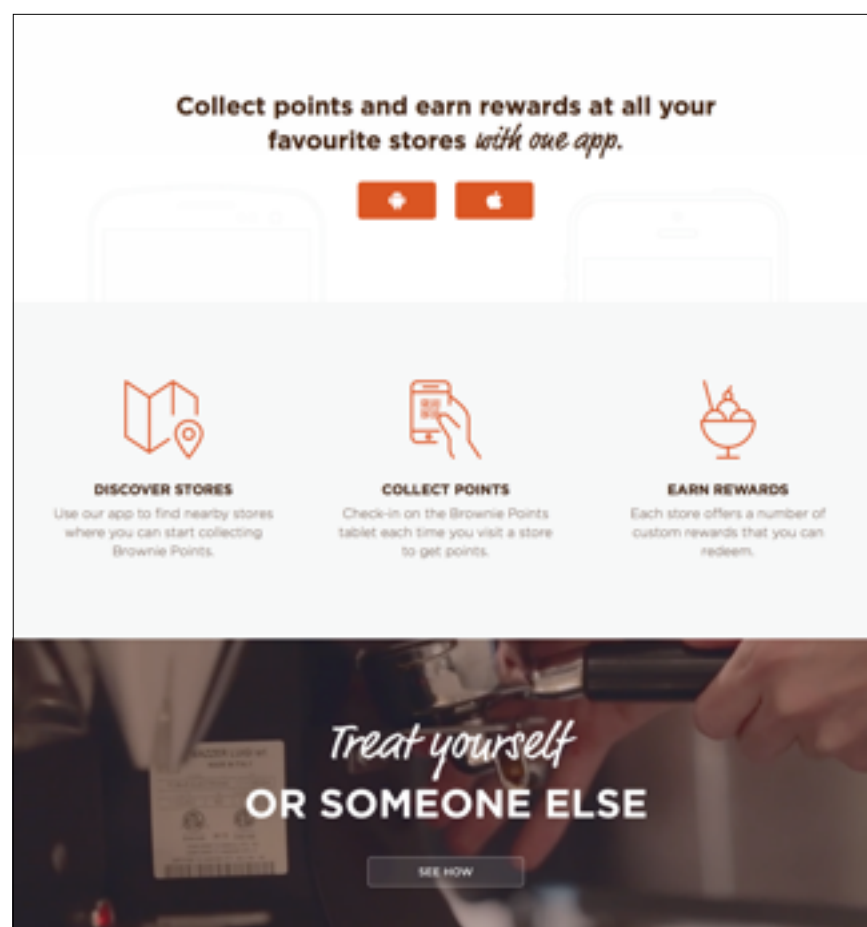 Collect points and earn rewards at all your
favourite stores with one app.
DISCOVER STORES
Use our app to find nearby stores
where you can start collecting
Brownie Points.
COLLECT POINTS
Check-in on the Brownie Points
tablet each time you visit a store
to get points.
EARN REWARDS
Each store offers a number of
custom rewards that you can
redeem.
Treat yourself
OR SOMEONE ELSE
SEE HOW